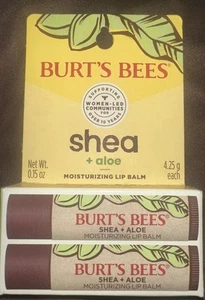 BURT'S BEES®
SUPPORTING
WOMEN-LED
COMMUNITIES
FOR
OVER 10 YEARS
shea
+ aloe
Net Wt.
0.15 oz
4.25 g
each
MOISTURIZING LIP BALM
BURT'S BEES®
SHEA + ALOE
MOISTURIZING LIP BALM
BURT'S BEES®
SHEA + ALOE
MOISTURIZING LIP BALM